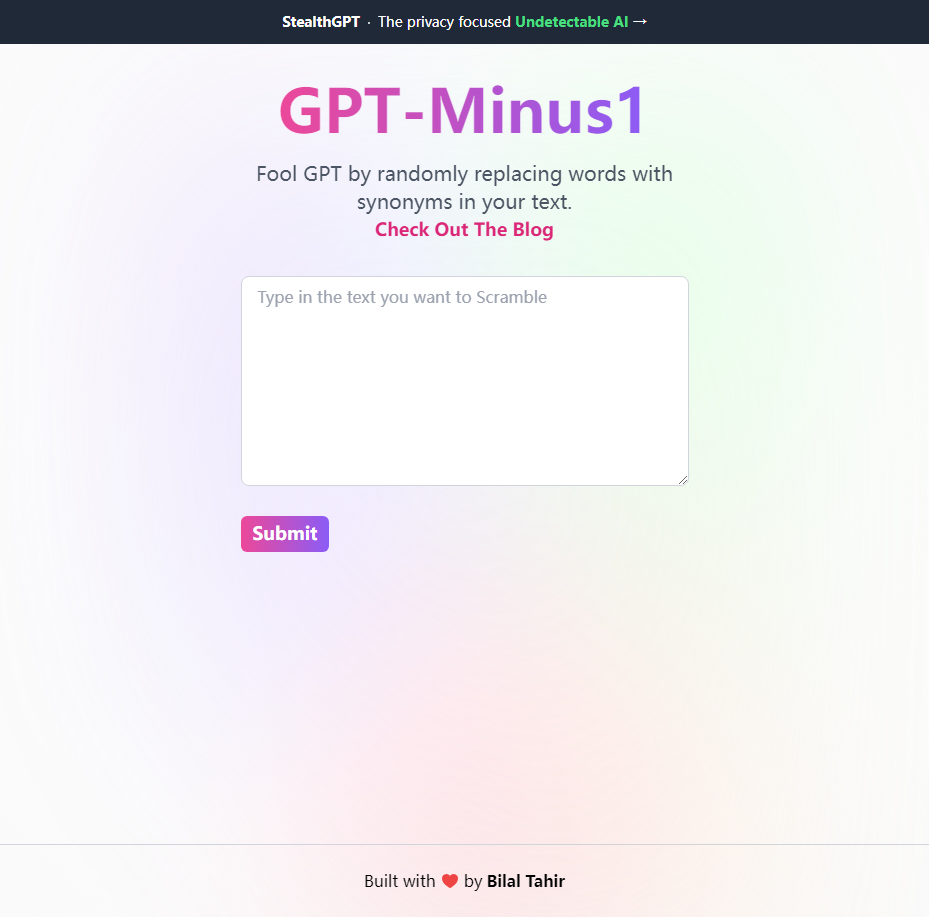 StealthGPT · The privacy focused Undetectable AI →
GPT-Minus1
Fool GPT by randomly replacing words with
synonyms in your text.
Check Out The Blog
Type in the text you want to Scramble
Submit
Built with ❤️ by Bilal Tahir